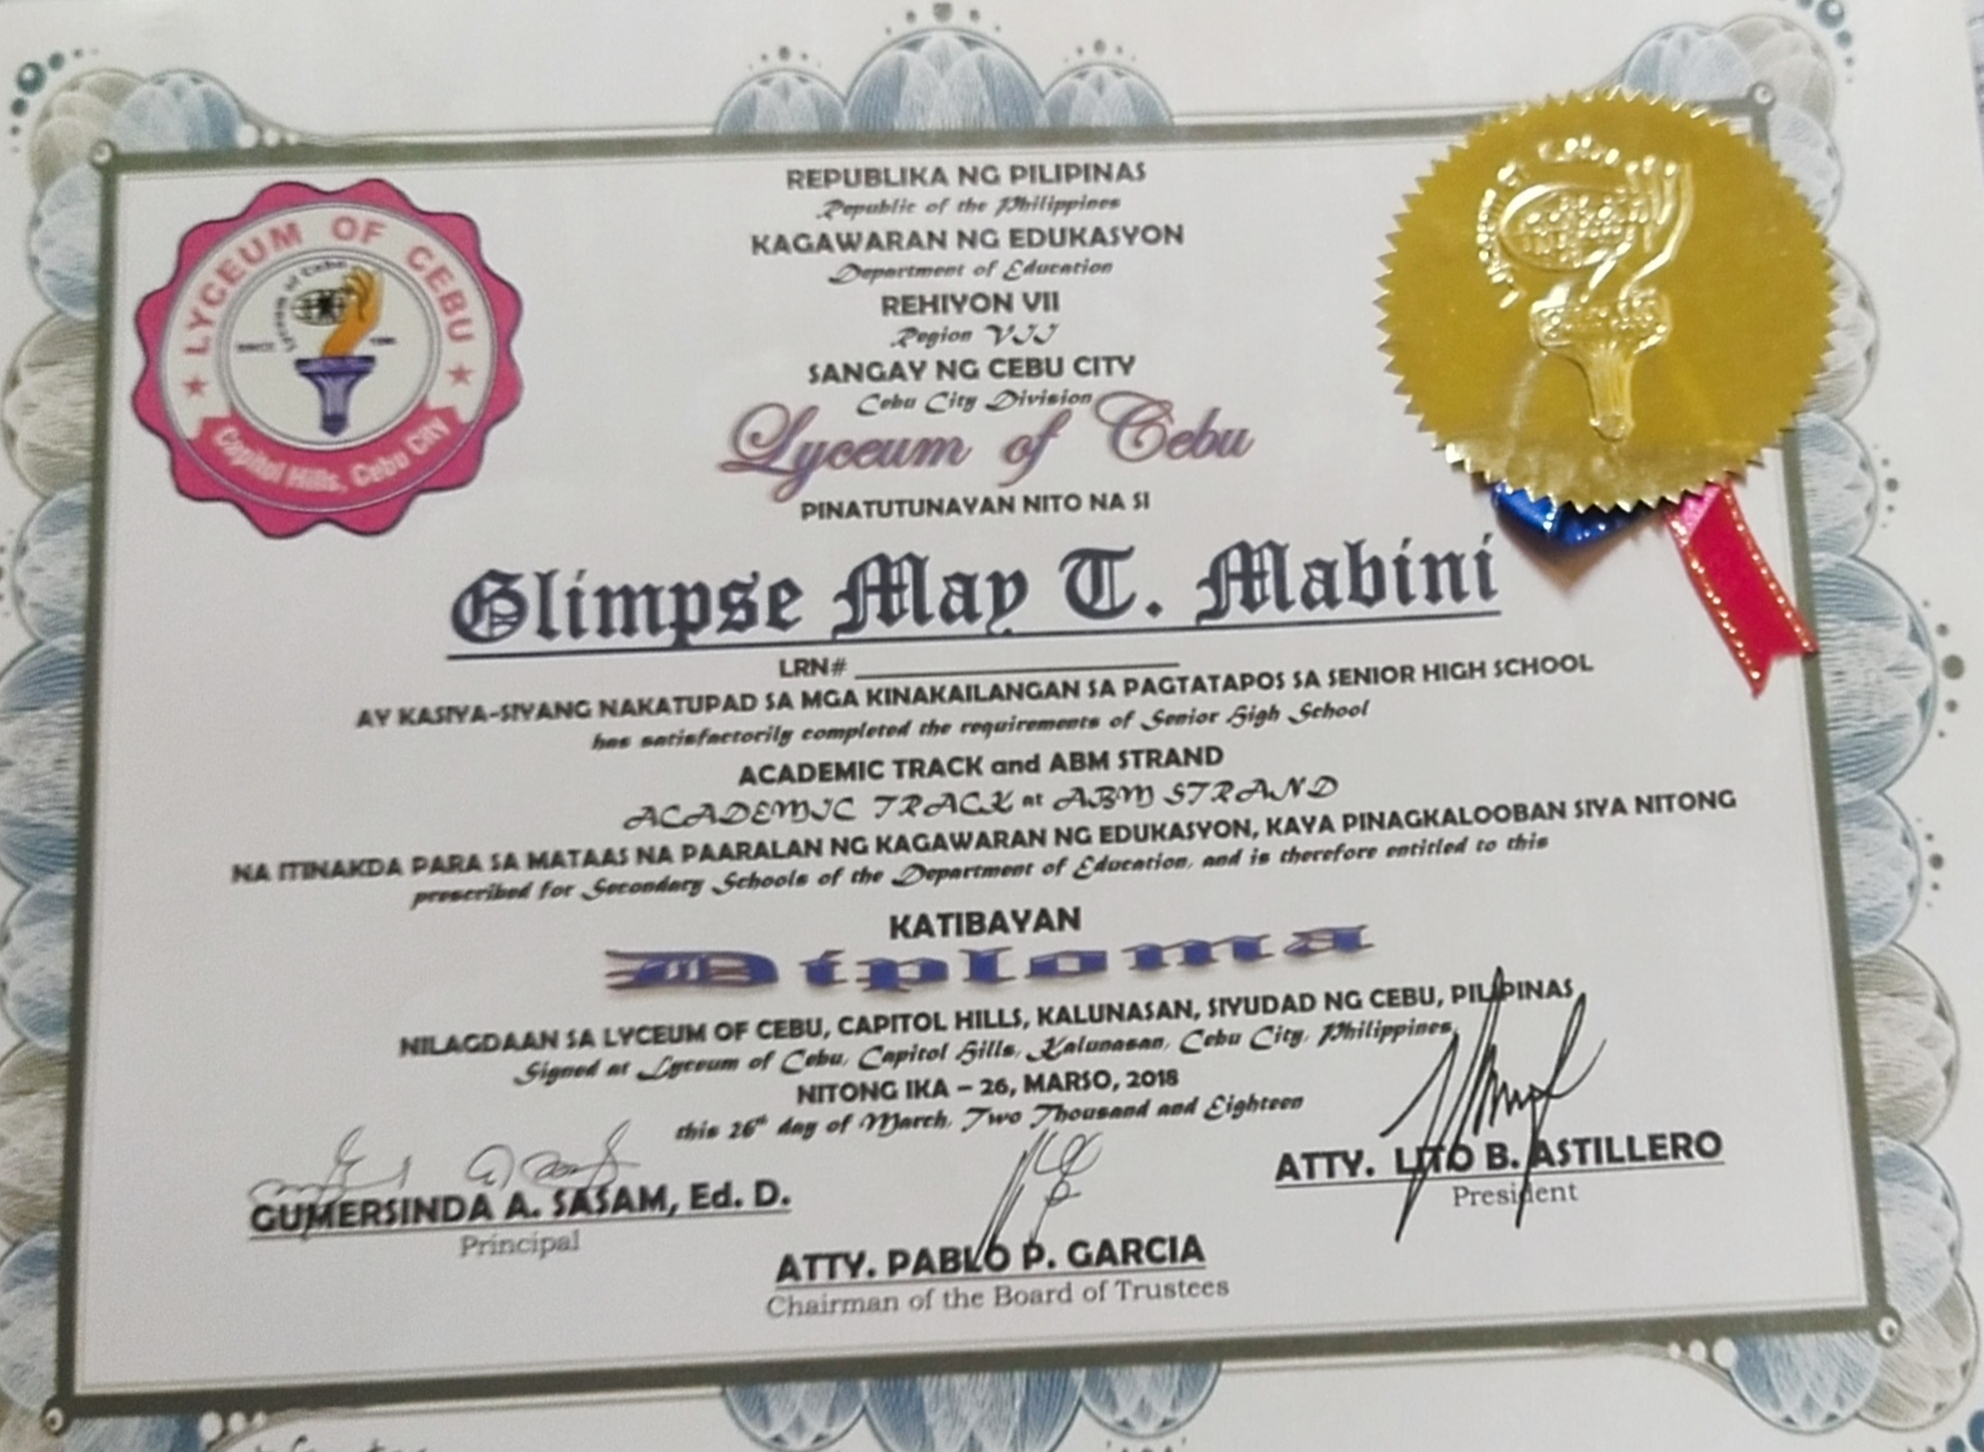 LYCEUM OF CEBU
Lyceum of Cebu
SINCE
Capitol Hills, Cebu City
REPUBLIKA NG PILIPINAS
Republic of the Philippines
KAGAWARAN NG EDUKASYON
Department of Education
REHIYON VII
Region VII
SANGAY NG CEBU CITY
Cebu City Division
Lyceum of Cebu
PINATUTUNAYAN NITO NA SI
Glimpse May T. Mabini
LRN#
AY KASIYA-SIYANG NAKATUPAD SA MGA KINAKAILANGAN SA PAGTATAPOS SA SENIOR HIGH SCHOOL
has satisfactorily completed the requirements of Senior High School
ACADEMIC TRACK and ABM STRAND
ACADEMIC TRACK at ABM STRAND
NA ITINAKDA PARA SA MATAAS NA PAARALAN NG KAGAWARAN NG EDUKASYON, KAYA PINAGKALOOBAN SIYA NITONG
prescribed for Secondary Schools of the Department of Education, and is therefore entitled to this
KATIBAYAN
Diploma
NILAGDAAN SA LYCEUM OF CEBU, CAPITOL HILLS, KALUNASAN, SIYUDAD NG CEBU, PILIPINAS,
Signed at Lyceum of Cebu, Capitol Hills, Kalunasan, Cebu City, Philippines,
NITONG IKA – 26, MARSO, 2018
this 26th day of March, Two Thousand and Eighteen
GUMERSINDA A. SASAM, Ed. D.
Principal
ATTY. PABLO P. GARCIA
Chairman of the Board of Trustees
ATTY. LITO B. ASTILLERO
President